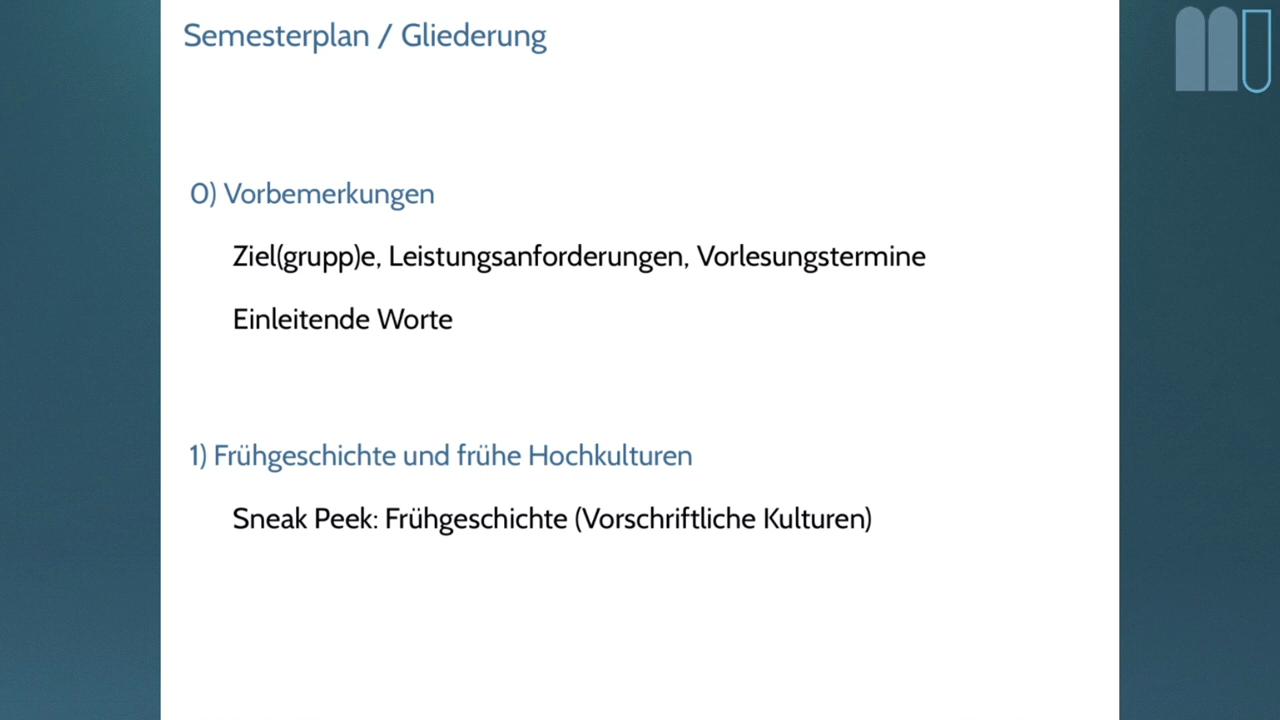 Semesterplan / Gliederung
0) Vorbemerkungen
Ziel(grupp)e, Leistungsanforderungen, Vorlesungstermine
Einleitende Worte
1) Frühgeschichte und frühe Hochkulturen
Sneak Peek: Frühgeschichte (Vorschriftliche Kulturen)